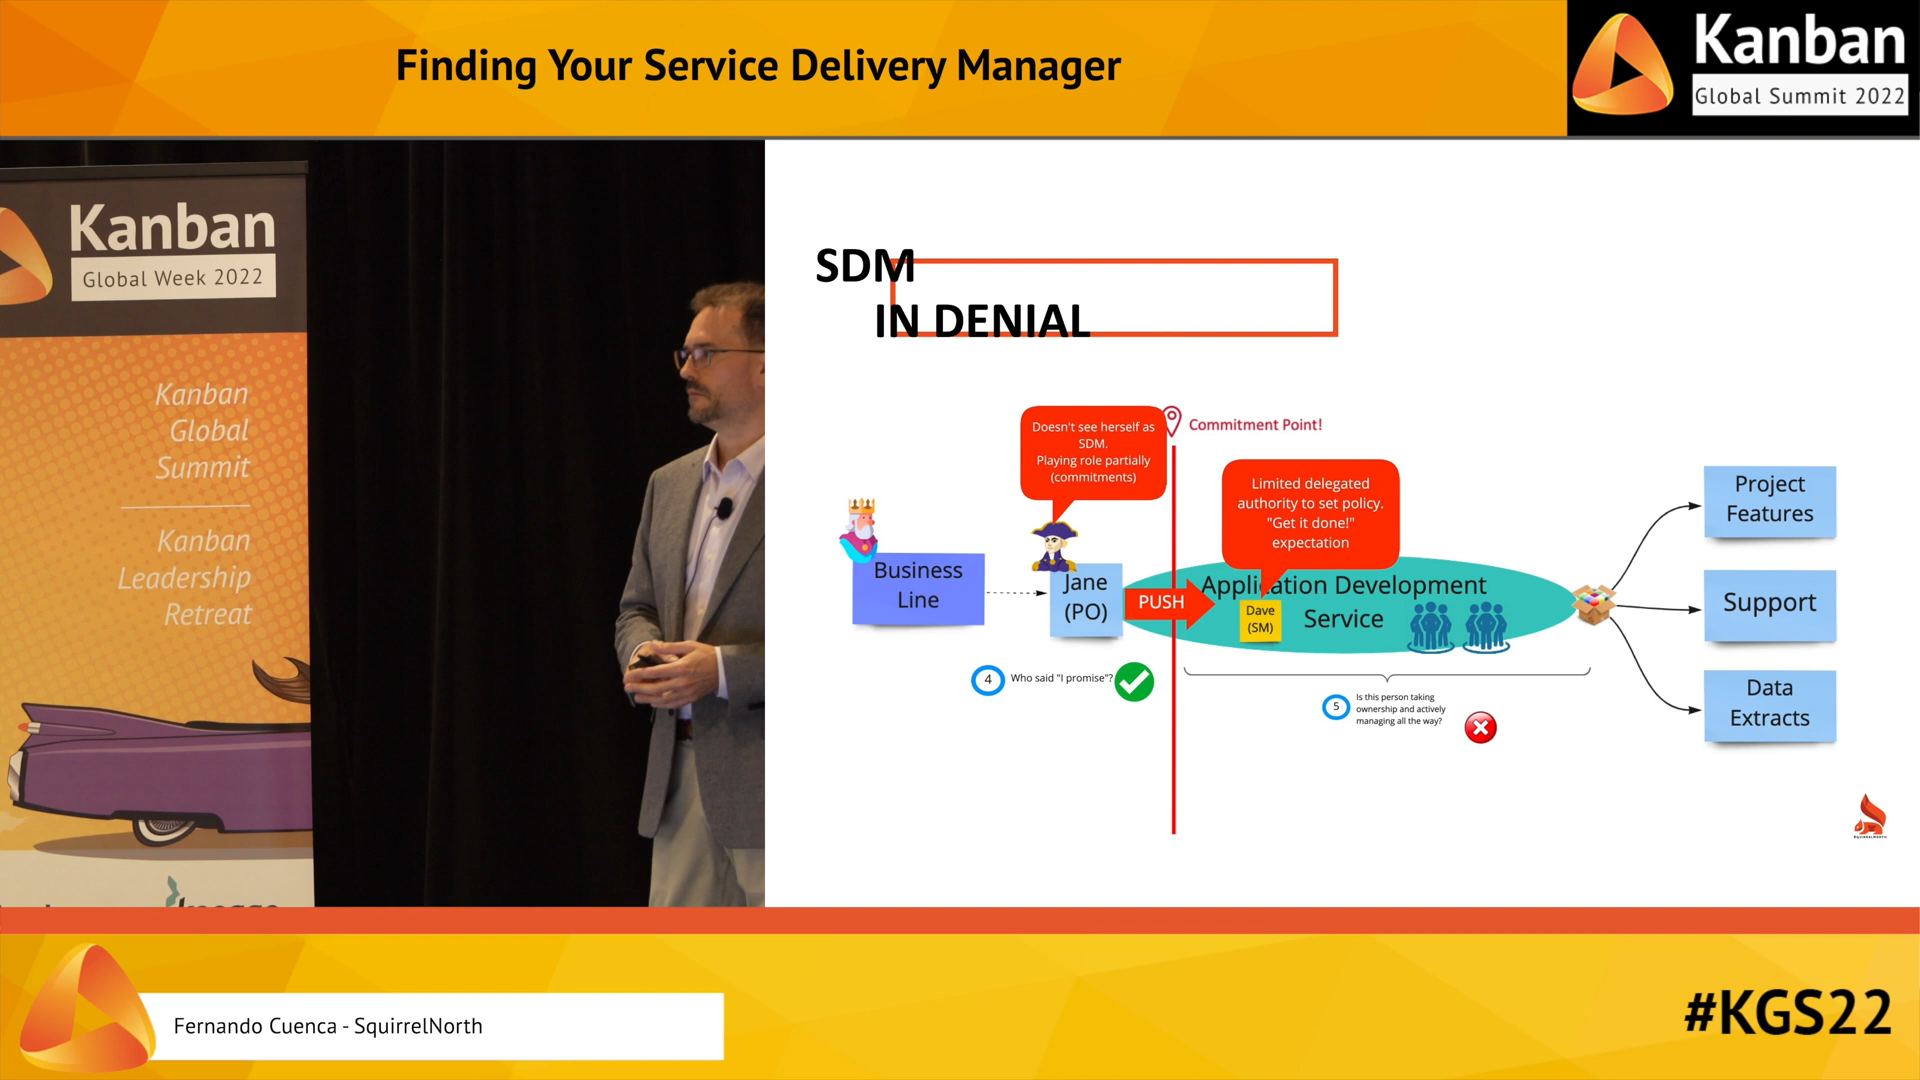 Finding Your Service Delivery Manager
Kanban
Global Summit 2022
Kanban
Global Week 2022
Kanban
Global
Summit
Kanban
Leadership
Retreat
SDM
IN DENIAL
Doesn't see herself as
SDM.
Playing role partially
(commitments)
Commitment Point!
Limited delegated
authority to set policy.
"Get it done!"
expectation
Business
Line
Jane
(PO)
PUSH
Application Development
Service
Dave
(SM)
Project
Features
Support
Data
Extracts
4
Who said "I promise"?
5
Is this person taking
ownership and actively
managing all the way?
SQUIRRELNORTH
Fernando Cuenca - SquirrelNorth
#KGS22